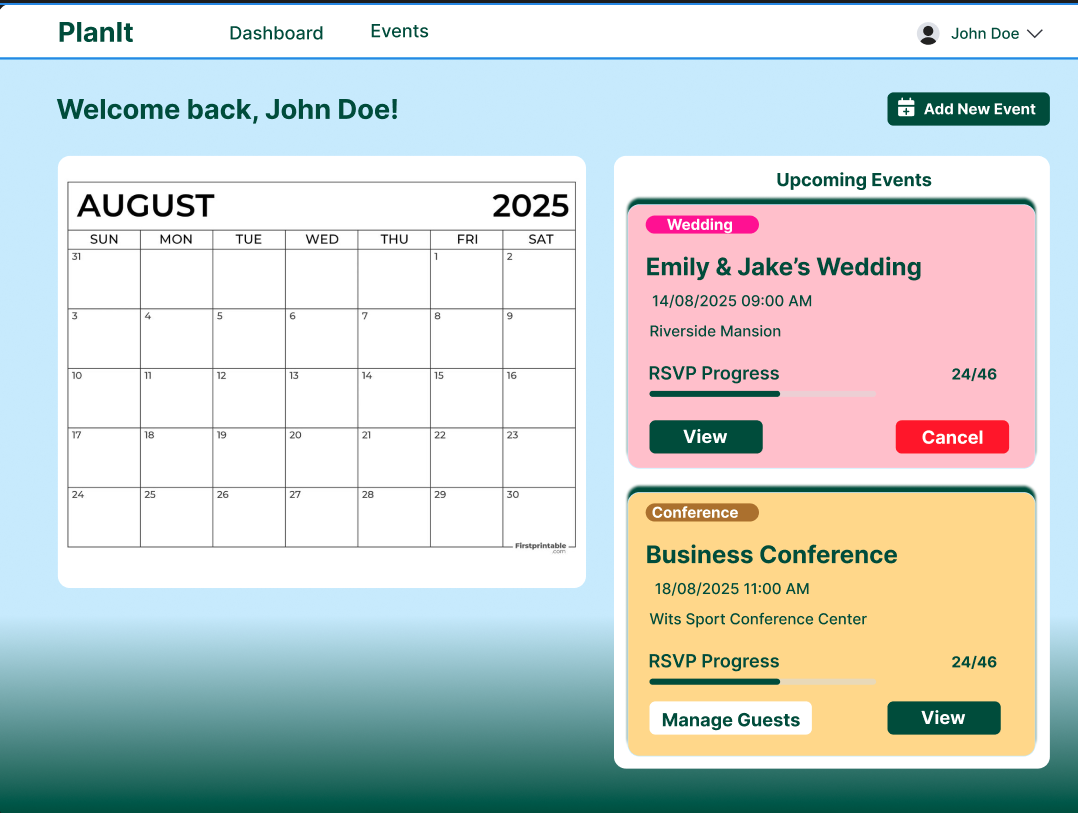 PlanIt Dashboard Events John Doe
Welcome back, John Doe!
Add New Event
AUGUST 2025
SUN MON TUE WED THU FRI SAT
31 1 2
3 4 5 6 7 8 9
10 11 12 13 14 15 16
17 18 19 20 21 22 23
24 25 26 27 28 29 30
Firstprintable
.com
Upcoming Events
Wedding
Emily & Jake’s Wedding
14/08/2025 09:00 AM
Riverside Mansion
RSVP Progress 24/46
View Cancel
Conference
Business Conference
18/08/2025 11:00 AM
Wits Sport Conference Center
RSVP Progress 24/46
Manage Guests View